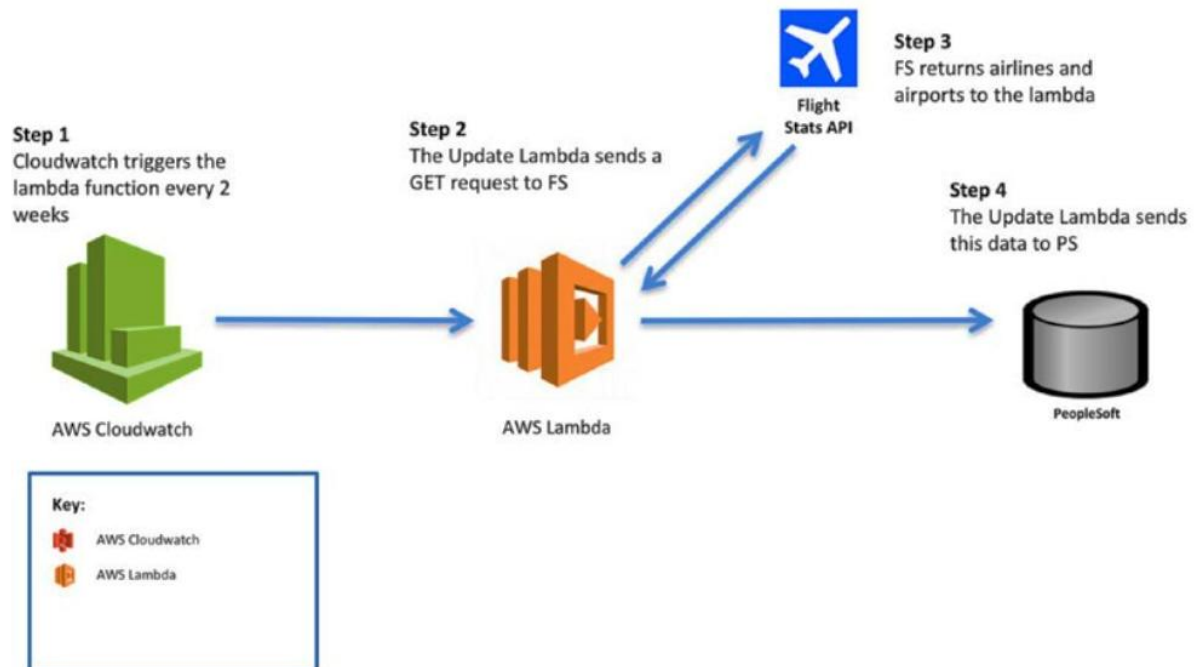 Step 1
Cloudwatch triggers the
lambda function every 2
weeks
AWS Cloudwatch
Step 2
The Update Lambda sends a
GET request to FS
AWS Lambda
Flight
Stats API
Step 3
FS returns airlines and
airports to the lambda
Step 4
The Update Lambda sends
this data to PS
PeopleSoft
Key:
AWS Cloudwatch
AWS Lambda